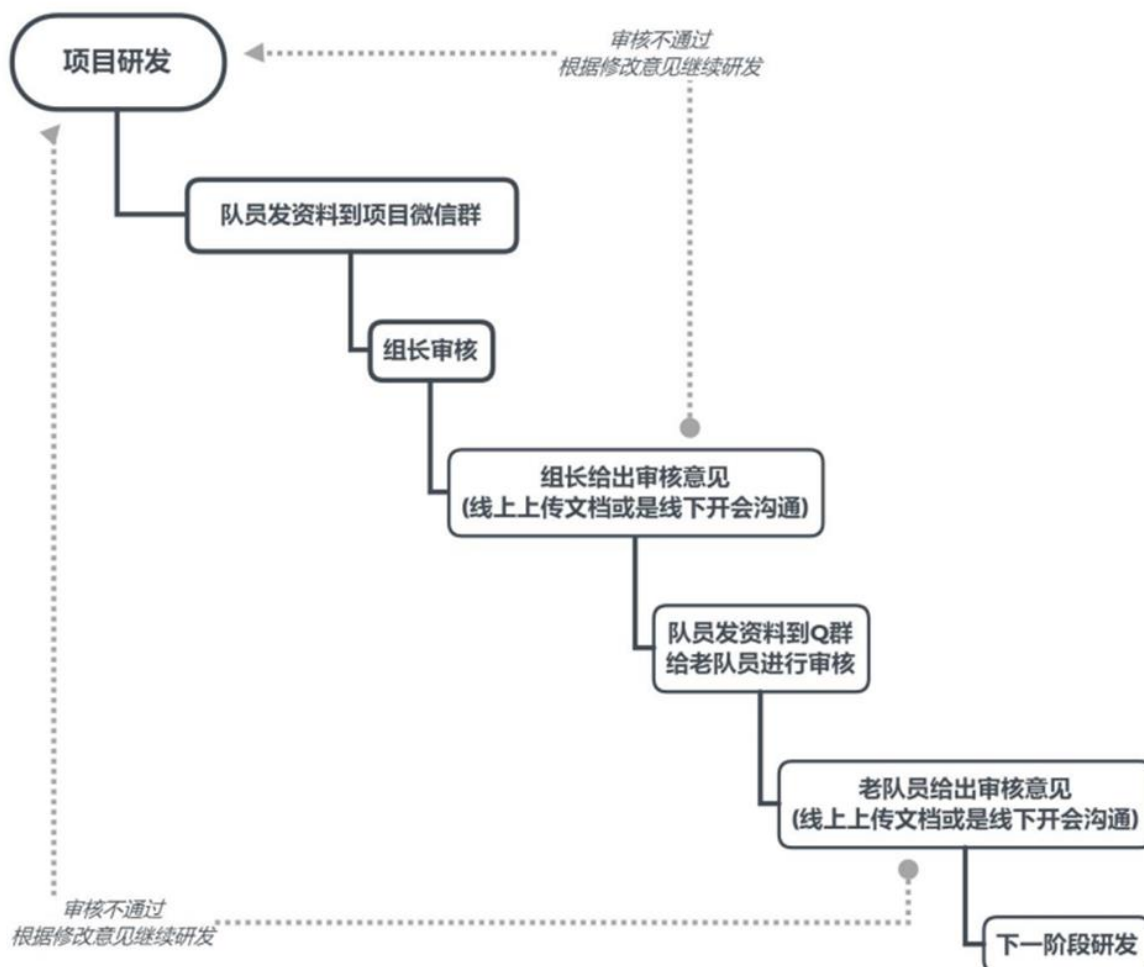 项目研发
审核不通过
根据修改意见继续研发
队员发资料到项目微信群
组长审核
组长给出审核意见
(线上上传文档或是线下开会沟通)
队员发资料到Q群
给老队员进行审核
老队员给出审核意见
(线上上传文档或是线下开会沟通)
审核不通过
根据修改意见继续研发
下一阶段研发